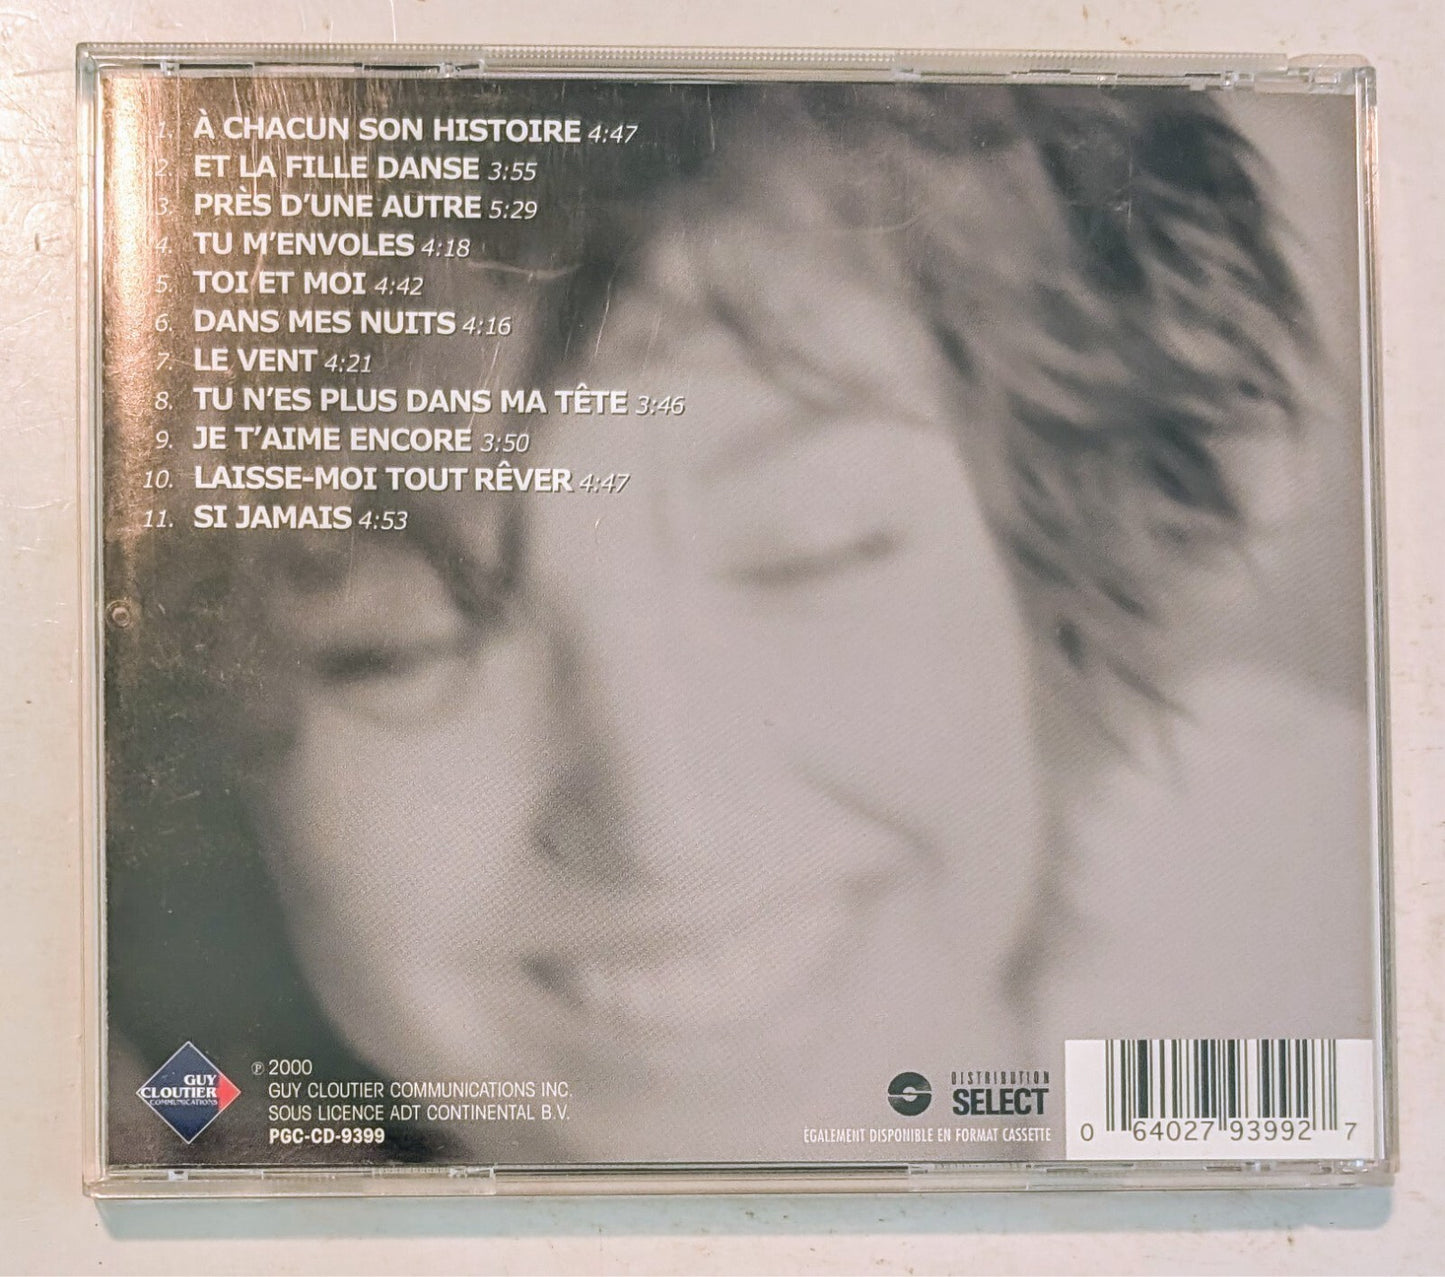 1. À CHACUN SON HISTOIRE 4:47
2. ET LA FILLE DANSE 3:55
3. PRÈS D'UNE AUTRE 5:29
4. TU M'ENVOLES 4:18
5. TOI ET MOI 4:42
6. DANS MES NUITS 4:16
7. LE VENT 4:21
8. TU N'ES PLUS DANS MA TÊTE 3:46
9. JE T'AIME ENCORE 3:50
10. LAISSE-MOI TOUT RÊVER 4:47
11. SI JAMAIS 4:53
GUY
CLOUTIER
COMMUNICATIONS
℗ 2000
GUY CLOUTIER COMMUNICATIONS INC.
SOUS LICENCE ADT CONTINENTAL B.V.
PGC-CD-9399
DISTRIBUTION
SELECT
ÉGALEMENT DISPONIBLE EN FORMAT CASSETTE
0 64027 93992 7